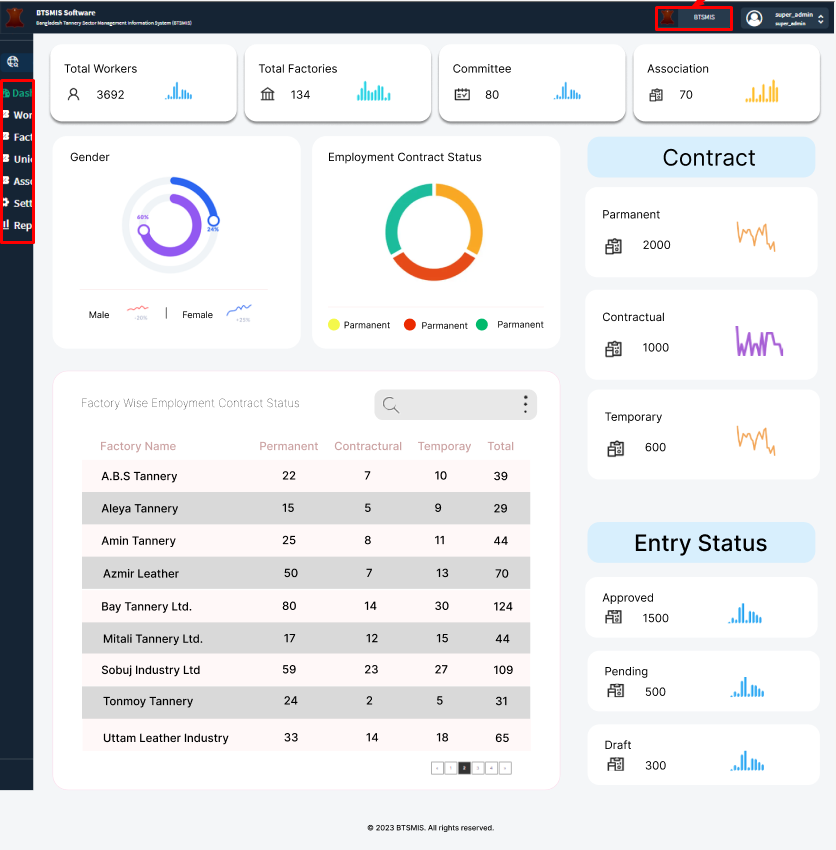 BTSMIS Software
Bangladesh Tannery Sector Management Information System (BTSMIS)
BTSMIS
super_admin
super_admin
Dash
Wor
Fact
Unio
Asso
Sett
Rep
Total Workers
3692
Total Factories
134
Committee
80
Association
70
Gender
60%
24%
Male
-20%
|
Female
+25%
Employment Contract Status
Parmanent
Parmanent
Parmanent
Contract
Parmanent
2000
Contractual
1000
Temporary
600
Factory Wise Employment Contract Status
Factory Name Permanent Contractural Temporay Total
A.B.S Tannery 22 7 10 39
Aleya Tannery 15 5 9 29
Amin Tannery 25 8 11 44
Azmir Leather 50 7 13 70
Bay Tannery Ltd. 80 14 30 124
Mitali Tannery Ltd. 17 12 15 44
Sobuj Industry Ltd 59 23 27 109
Tonmoy Tannery 24 2 5 31
Uttam Leather Industry 33 14 18 65
1 2 3 4
Entry Status
Approved
1500
Pending
500
Draft
300
© 2023 BTSMIS. All rights reserved.